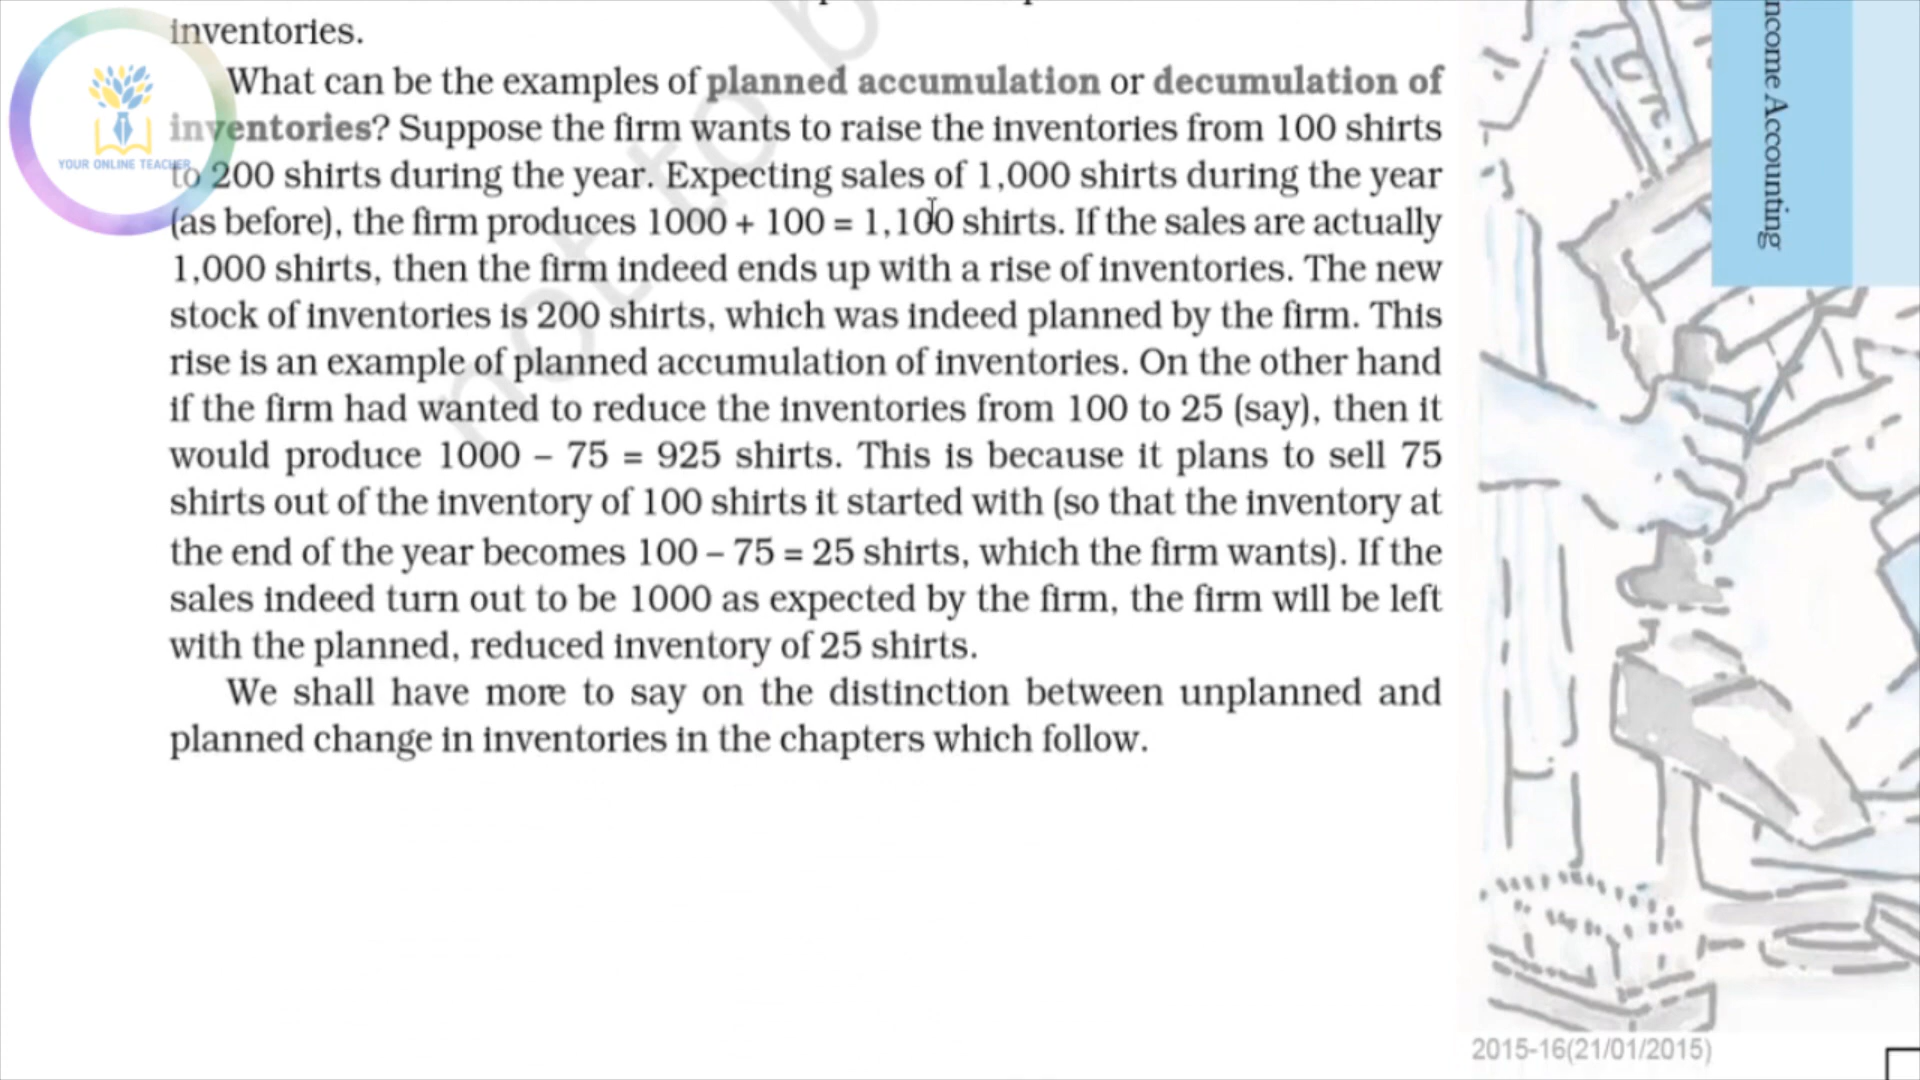 inventories.
What can be the examples of planned accumulation or decumulation of
inventories? Suppose the firm wants to raise the inventories from 100 shirts
to 200 shirts during the year. Expecting sales of 1,000 shirts during the year
(as before), the firm produces 1000 + 100 = 1,100 shirts. If the sales are actually
1,000 shirts, then the firm indeed ends up with a rise of inventories. The new
stock of inventories is 200 shirts, which was indeed planned by the firm. This
rise is an example of planned accumulation of inventories. On the other hand
if the firm had wanted to reduce the inventories from 100 to 25 (say), then it
would produce 1000 – 75 = 925 shirts. This is because it plans to sell 75
shirts out of the inventory of 100 shirts it started with (so that the inventory at
the end of the year becomes 100 – 75 = 25 shirts, which the firm wants). If the
sales indeed turn out to be 1000 as expected by the firm, the firm will be left
with the planned, reduced inventory of 25 shirts.
We shall have more to say on the distinction between unplanned and
planned change in inventories in the chapters which follow.
YOUR ONLINE TEACHER
not to b
ncome Accounting
2015-16(21/01/2015)